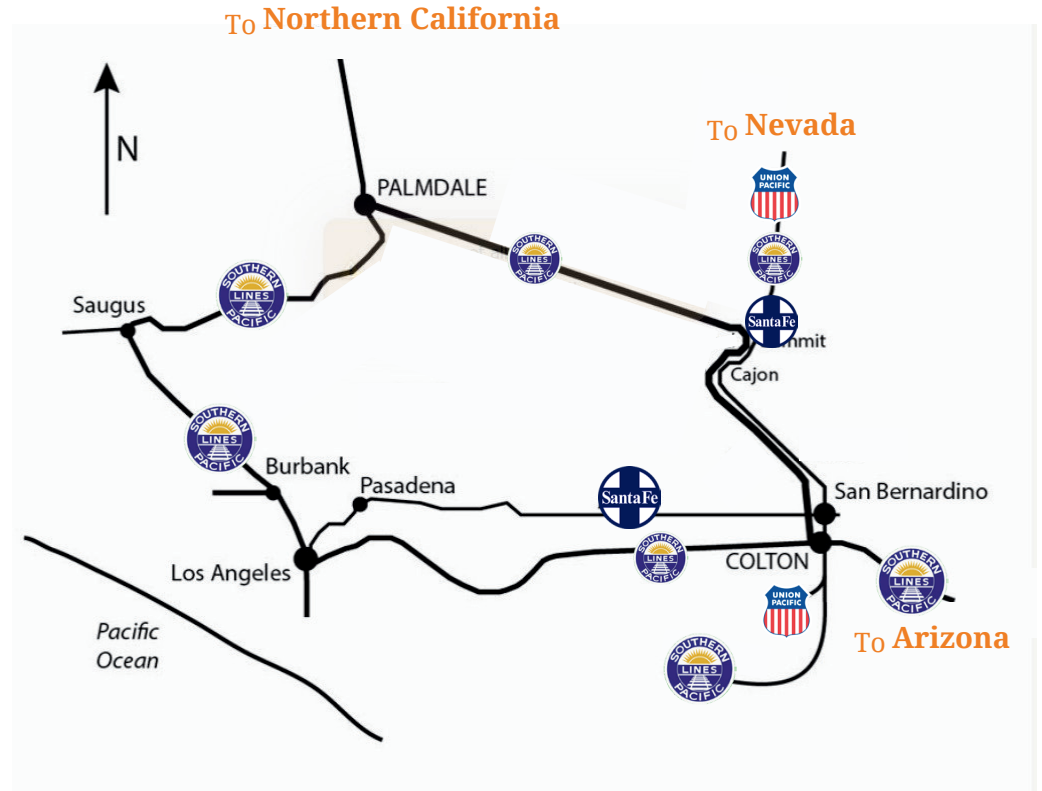 To Northern California
To Nevada
N
UNION
PACIFIC
PALMDALE
SOUTHERN
LINES
PACIFIC
SOUTHERN
LINES
PACIFIC
SOUTHERN
LINES
PACIFIC
Saugus
Santa Fe
mmit
Cajon
SOUTHERN
LINES
PACIFIC
Burbank
Pasadena
Santa Fe
San Bernardino
SOUTHERN
LINES
PACIFIC
COLTON
Los Angeles
SOUTHERN
LINES
PACIFIC
UNION
PACIFIC
To Arizona
Pacific
Ocean
SOUTHERN
LINES
PACIFIC